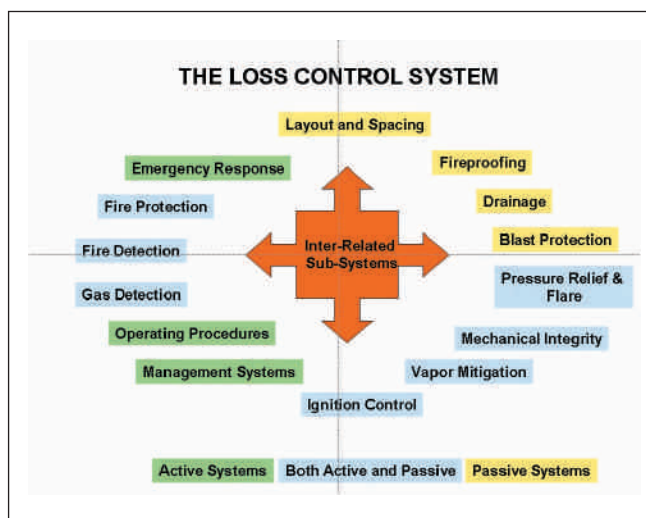 THE LOSS CONTROL SYSTEM
Layout and Spacing
Emergency Response
Fireproofing
Fire Protection
Drainage
Blast Protection
Fire Detection
Inter-Related
Sub-Systems
Pressure Relief &
Flare
Gas Detection
Operating Procedures
Mechanical Integrity
Management Systems
Vapor Mitigation
Ignition Control
Active Systems
Both Active and Passive
Passive Systems